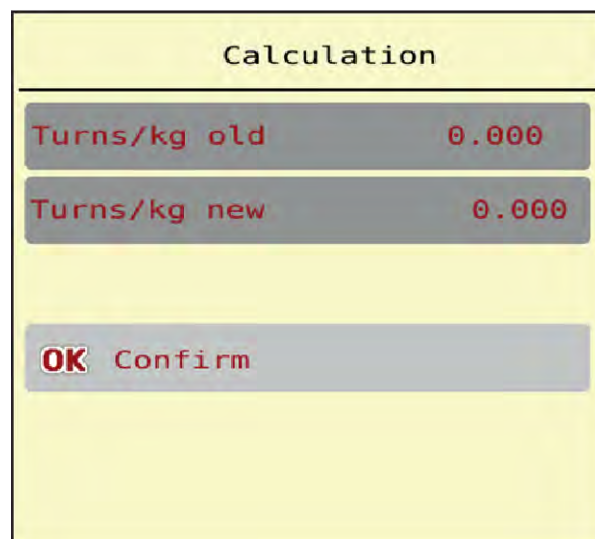 Calculation
Turns/kg old 0.000
Turns/kg new 0.000
OK Confirm